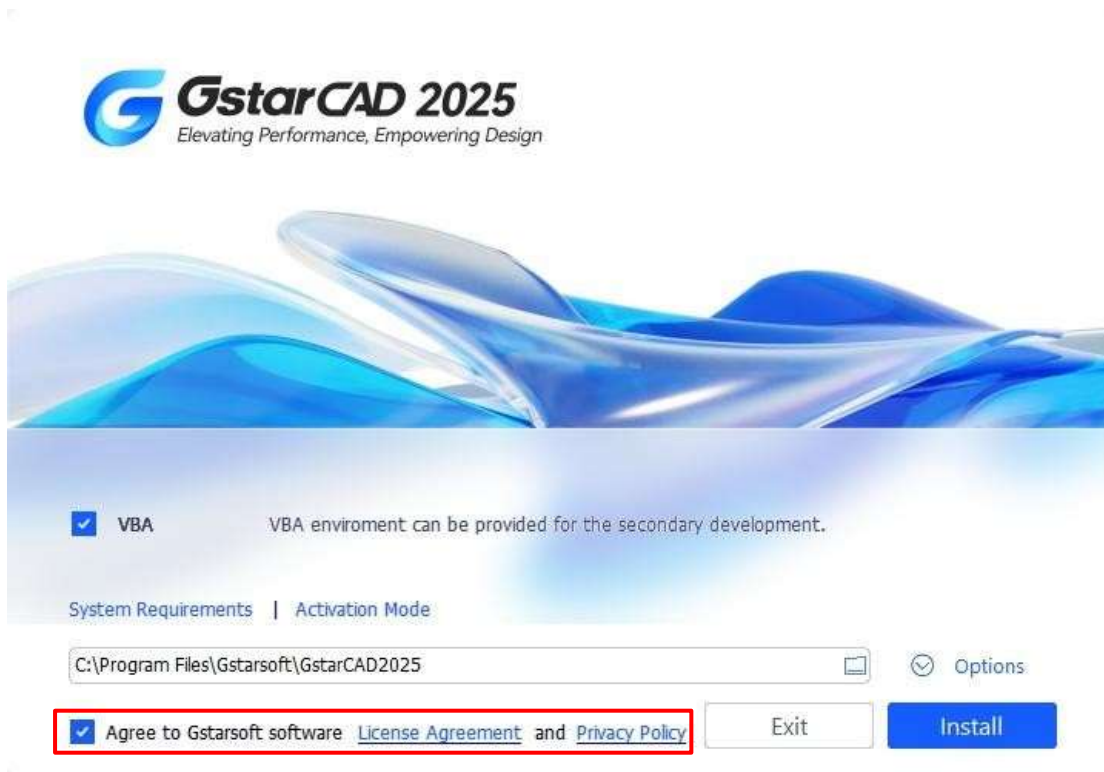 GstarCAD 2025
Elevating Performance, Empowering Design
VBA VBA enviroment can be provided for the secondary development.
System Requirements | Activation Mode
C:\Program Files\Gstarsoft\GstarCAD2025 Options
Agree to Gstarsoft software License Agreement and Privacy Policy Exit Install